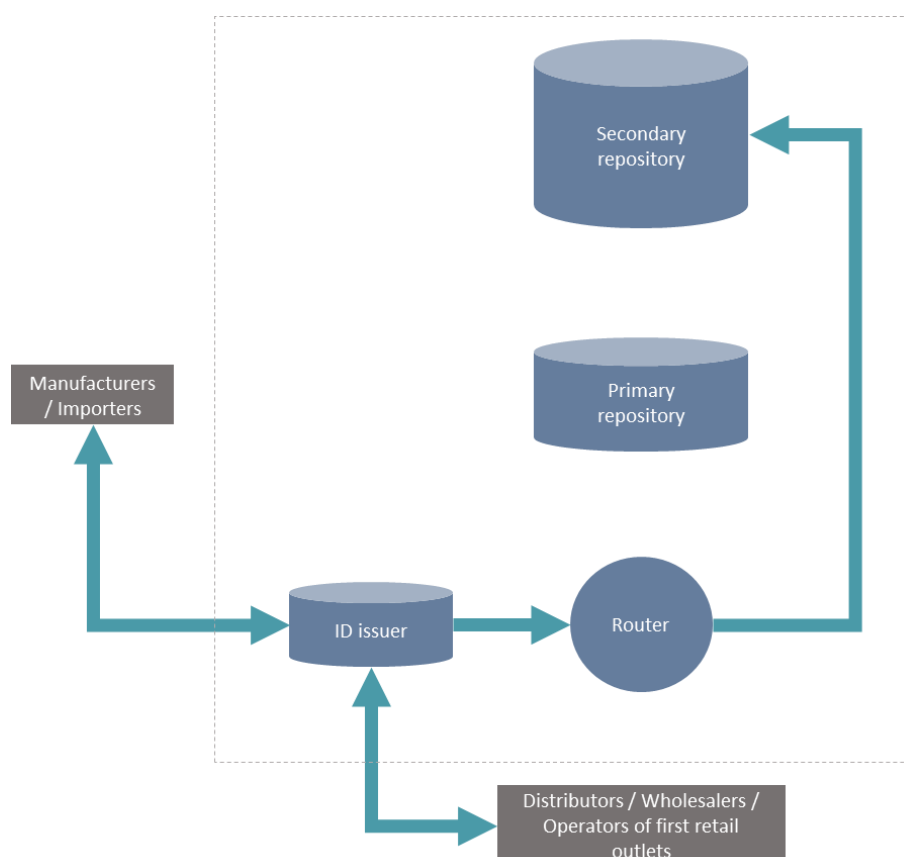 Secondary
repository
Manufacturers
/ Importers
Primary
repository
ID issuer
Router
Distributors / Wholesalers /
Operators of first retail
outlets